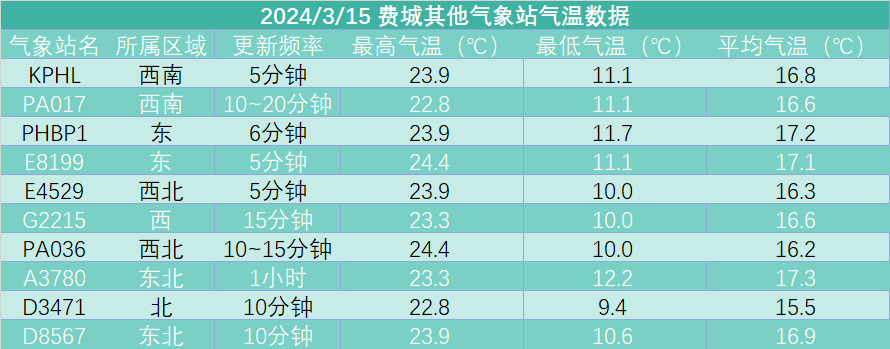 2024/3/15 费城其他气象站气温数据
气象站名 所属区域 更新频率 最高气温（℃） 最低气温（℃） 平均气温（℃）
KPHL 西南 5分钟 23.9 11.1 16.8
PA017 西南 10~20分钟 22.8 11.1 16.6
PHBP1 东 6分钟 23.9 11.7 17.2
E8199 东 5分钟 24.4 11.1 17.1
E4529 西北 5分钟 23.9 10.0 16.3
G2215 西 15分钟 23.3 10.0 16.6
PA036 西北 10~15分钟 24.4 10.0 16.2
A3780 东北 1小时 23.3 12.2 17.3
D3471 北 10分钟 22.8 9.4 15.5
D8567 东北 10分钟 23.9 10.6 16.9